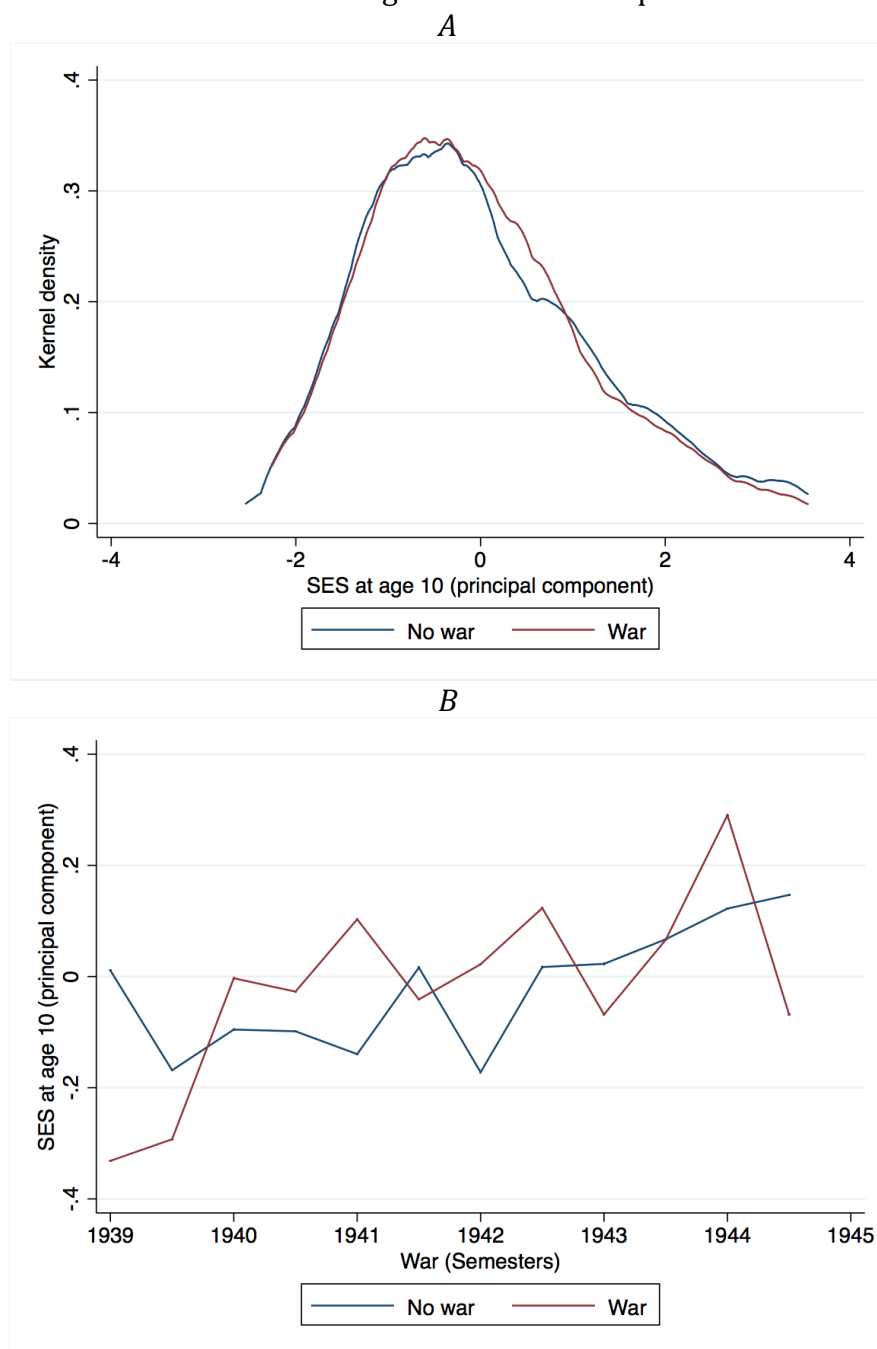 A
.4
.3
.2
.1
0
Kernel density
-4 -2 0 2 4
SES at age 10 (principal component)
No war War
B
.4
.2
0
-.2
-.4
SES at age 10 (principal component)
1939 1940 1941 1942 1943 1944 1945
War (Semesters)
No war War